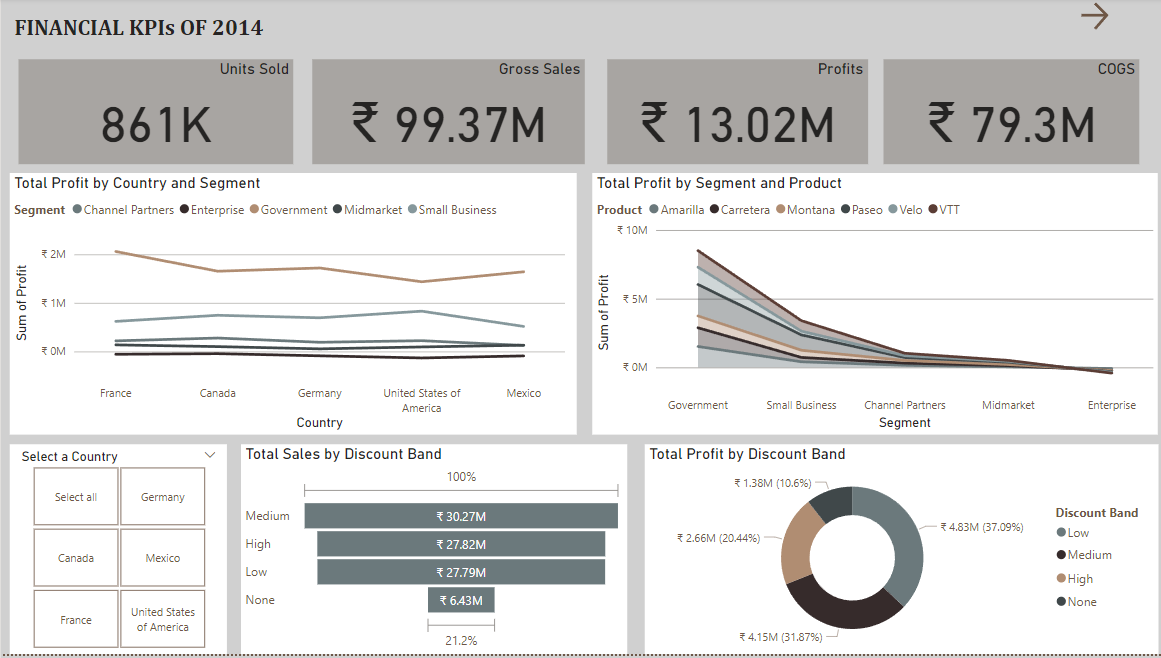 FINANCIAL KPIs OF 2014
Units Sold
861K
Gross Sales
₹ 99.37M
Profits
₹ 13.02M
COGS
₹ 79.3M
Total Profit by Country and Segment
Segment Channel Partners Enterprise Government Midmarket Small Business
Sum of Profit
₹ 2M
₹ 1M
₹ 0M
France Canada Germany United States of America Mexico
Country
Total Profit by Segment and Product
Product Amarilla Carretera Montana Paseo Velo VTT
Sum of Profit
₹ 10M
₹ 5M
₹ 0M
Government Small Business Channel Partners Midmarket Enterprise
Segment
Select a Country
Select all Germany
Canada Mexico
France United States of America
Total Sales by Discount Band
100%
Medium ₹ 30.27M
High ₹ 27.82M
Low ₹ 27.79M
None ₹ 6.43M
21.2%
Total Profit by Discount Band
₹ 1.38M (10.6%)
₹ 4.83M (37.09%)
₹ 2.66M (20.44%)
₹ 4.15M (31.87%)
Discount Band
Low
Medium
High
None